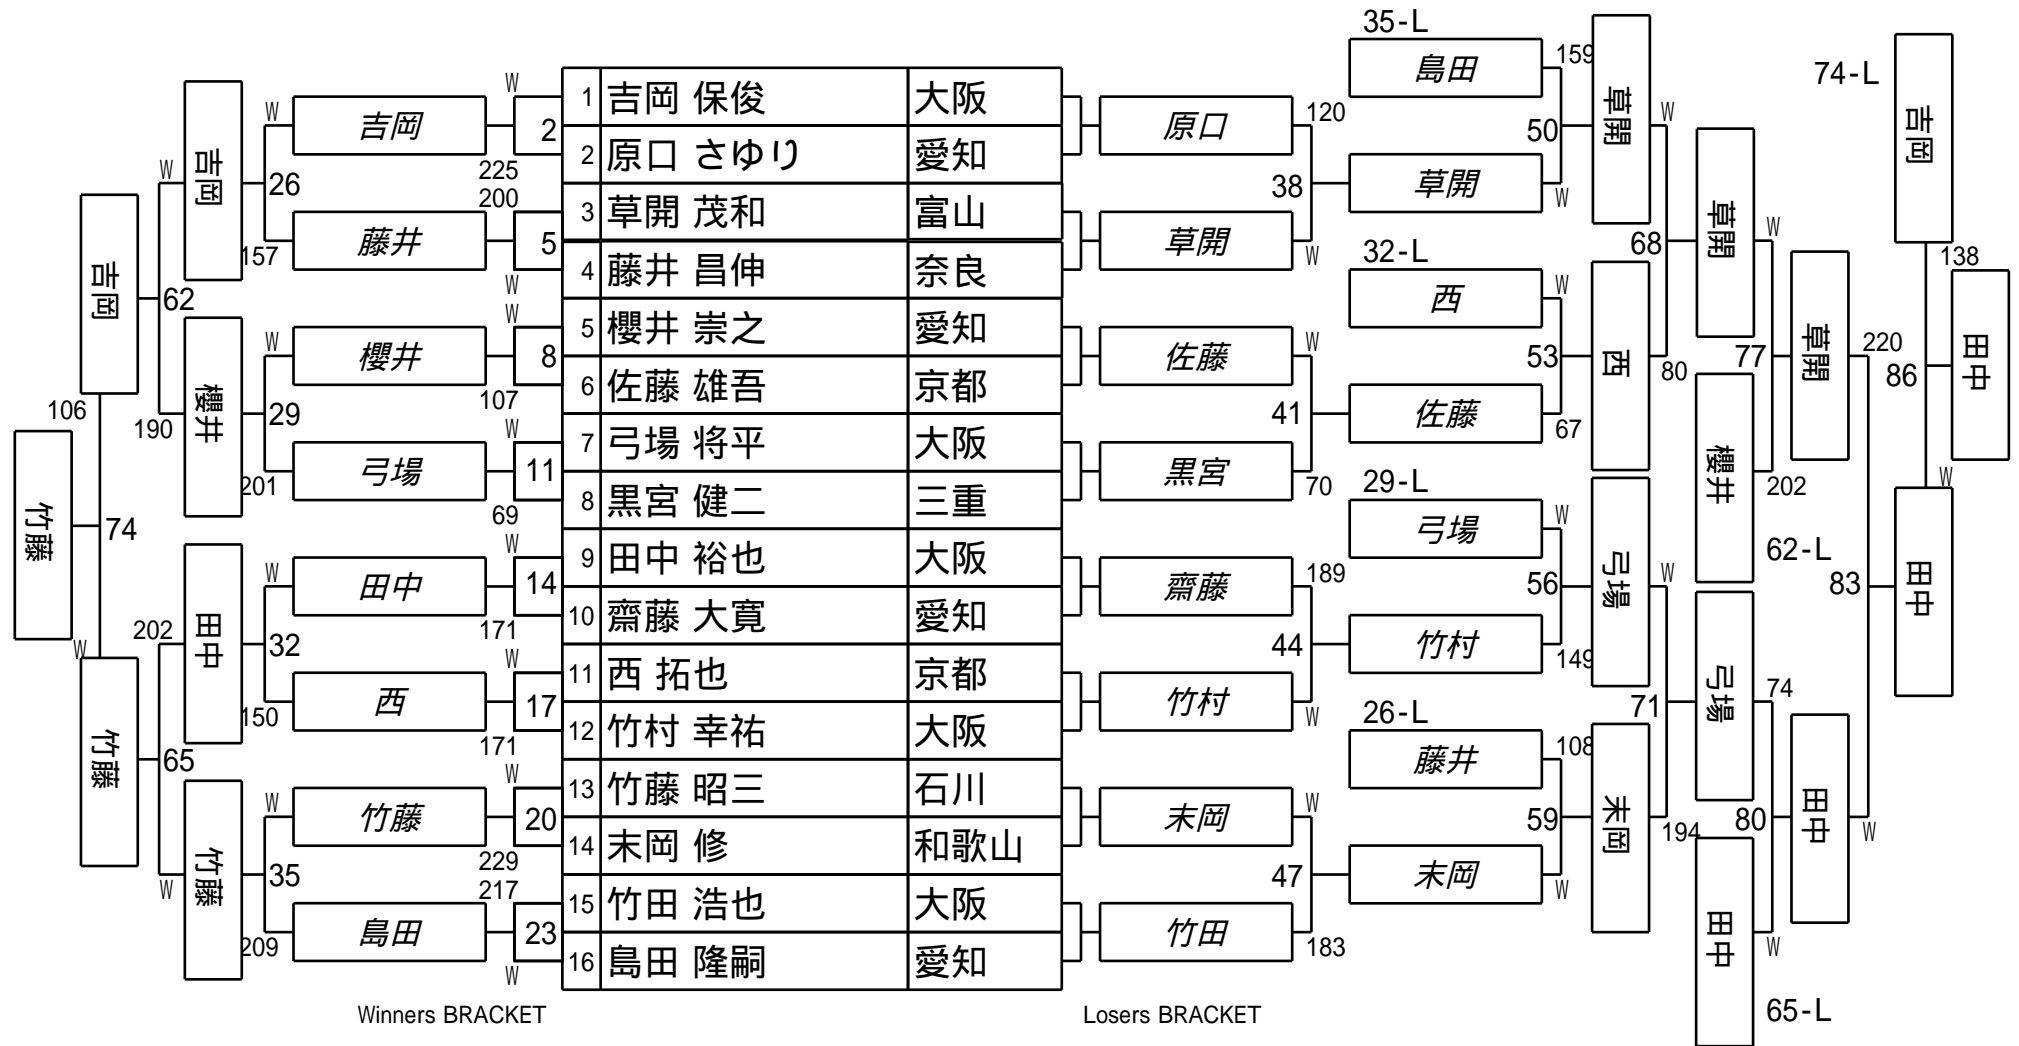 35-L
島田
159
74-L
W
1 吉岡 保俊 大阪
吉岡
原口
120
草開
W
2
50
吉岡
225
2 原口 さゆり 愛知
W
吉岡
26
200
3 草開 茂和 富山
38
草開
W
草開
W
藤井
5
草開
W
68
157
W
4 藤井 昌伸 奈良
32-L
138
吉岡
62
W
5 櫻井 崇之 愛知
西
W
草開
田中
W
櫻井
8
佐藤
W
53
西
80
77
220
107
6 佐藤 雄吾 京都
86
106
190
櫻井
29
W
41
佐藤
67
7 弓場 将平 大阪
弓場
11
黒宮
70
29-L
櫻井
202
201
69
8 黒宮 健二 三重
W
竹藤
74
W
弓場
W
9 田中 裕也 大阪
62-L
W
田中
14
齋藤
189
56
弓場
W
83
田中
202
171
10 齋藤 大寛 愛知
田中
32
W
44
竹村
149
W
11 西 拓也 京都
西
17
竹村
W
弓場
74
150
171
12 竹村 幸祐 大阪
26-L
71
竹藤
65
W
13 竹藤 昭三 石川
藤井
108
W
竹藤
20
末岡
W
59
末岡
194
80
田中
W
229
14 末岡 修 和歌山
W
竹藤
35
217
47
末岡
W
15 竹田 浩也 大阪
島田
23
竹田
183
田中
W
209
W
16 島田 隆嗣 愛知
Winners BRACKET
Losers BRACKET
65-L